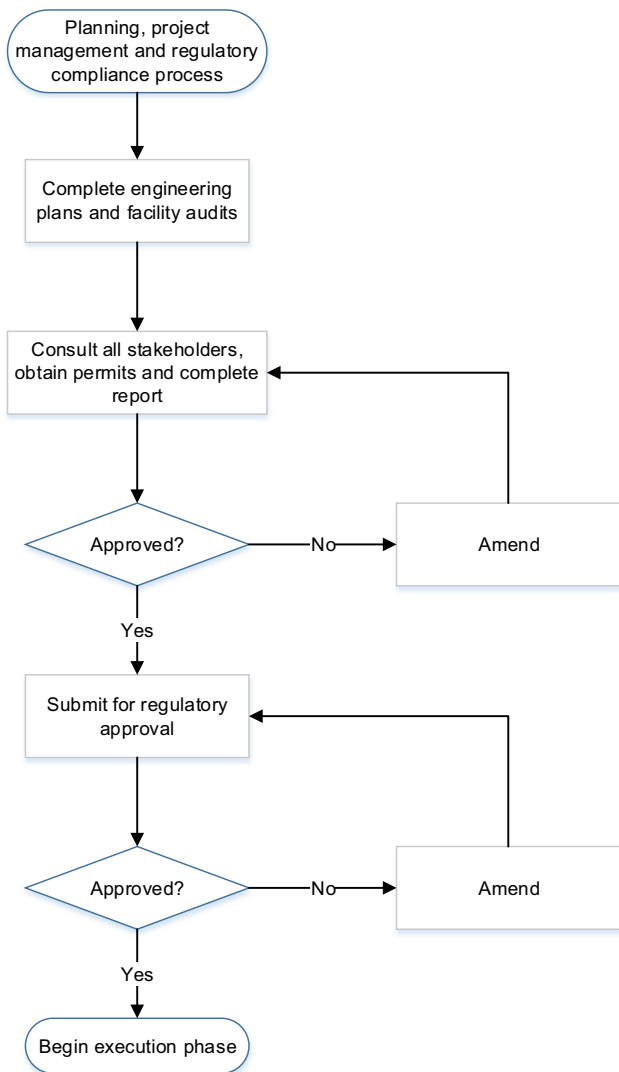 Planning, project
management and regulatory
compliance process
Complete engineering
plans and facility audits
Consult all stakeholders,
obtain permits and complete
report
Approved?
No
Amend
Yes
Submit for regulatory
approval
Approved?
No
Amend
Yes
Begin execution phase